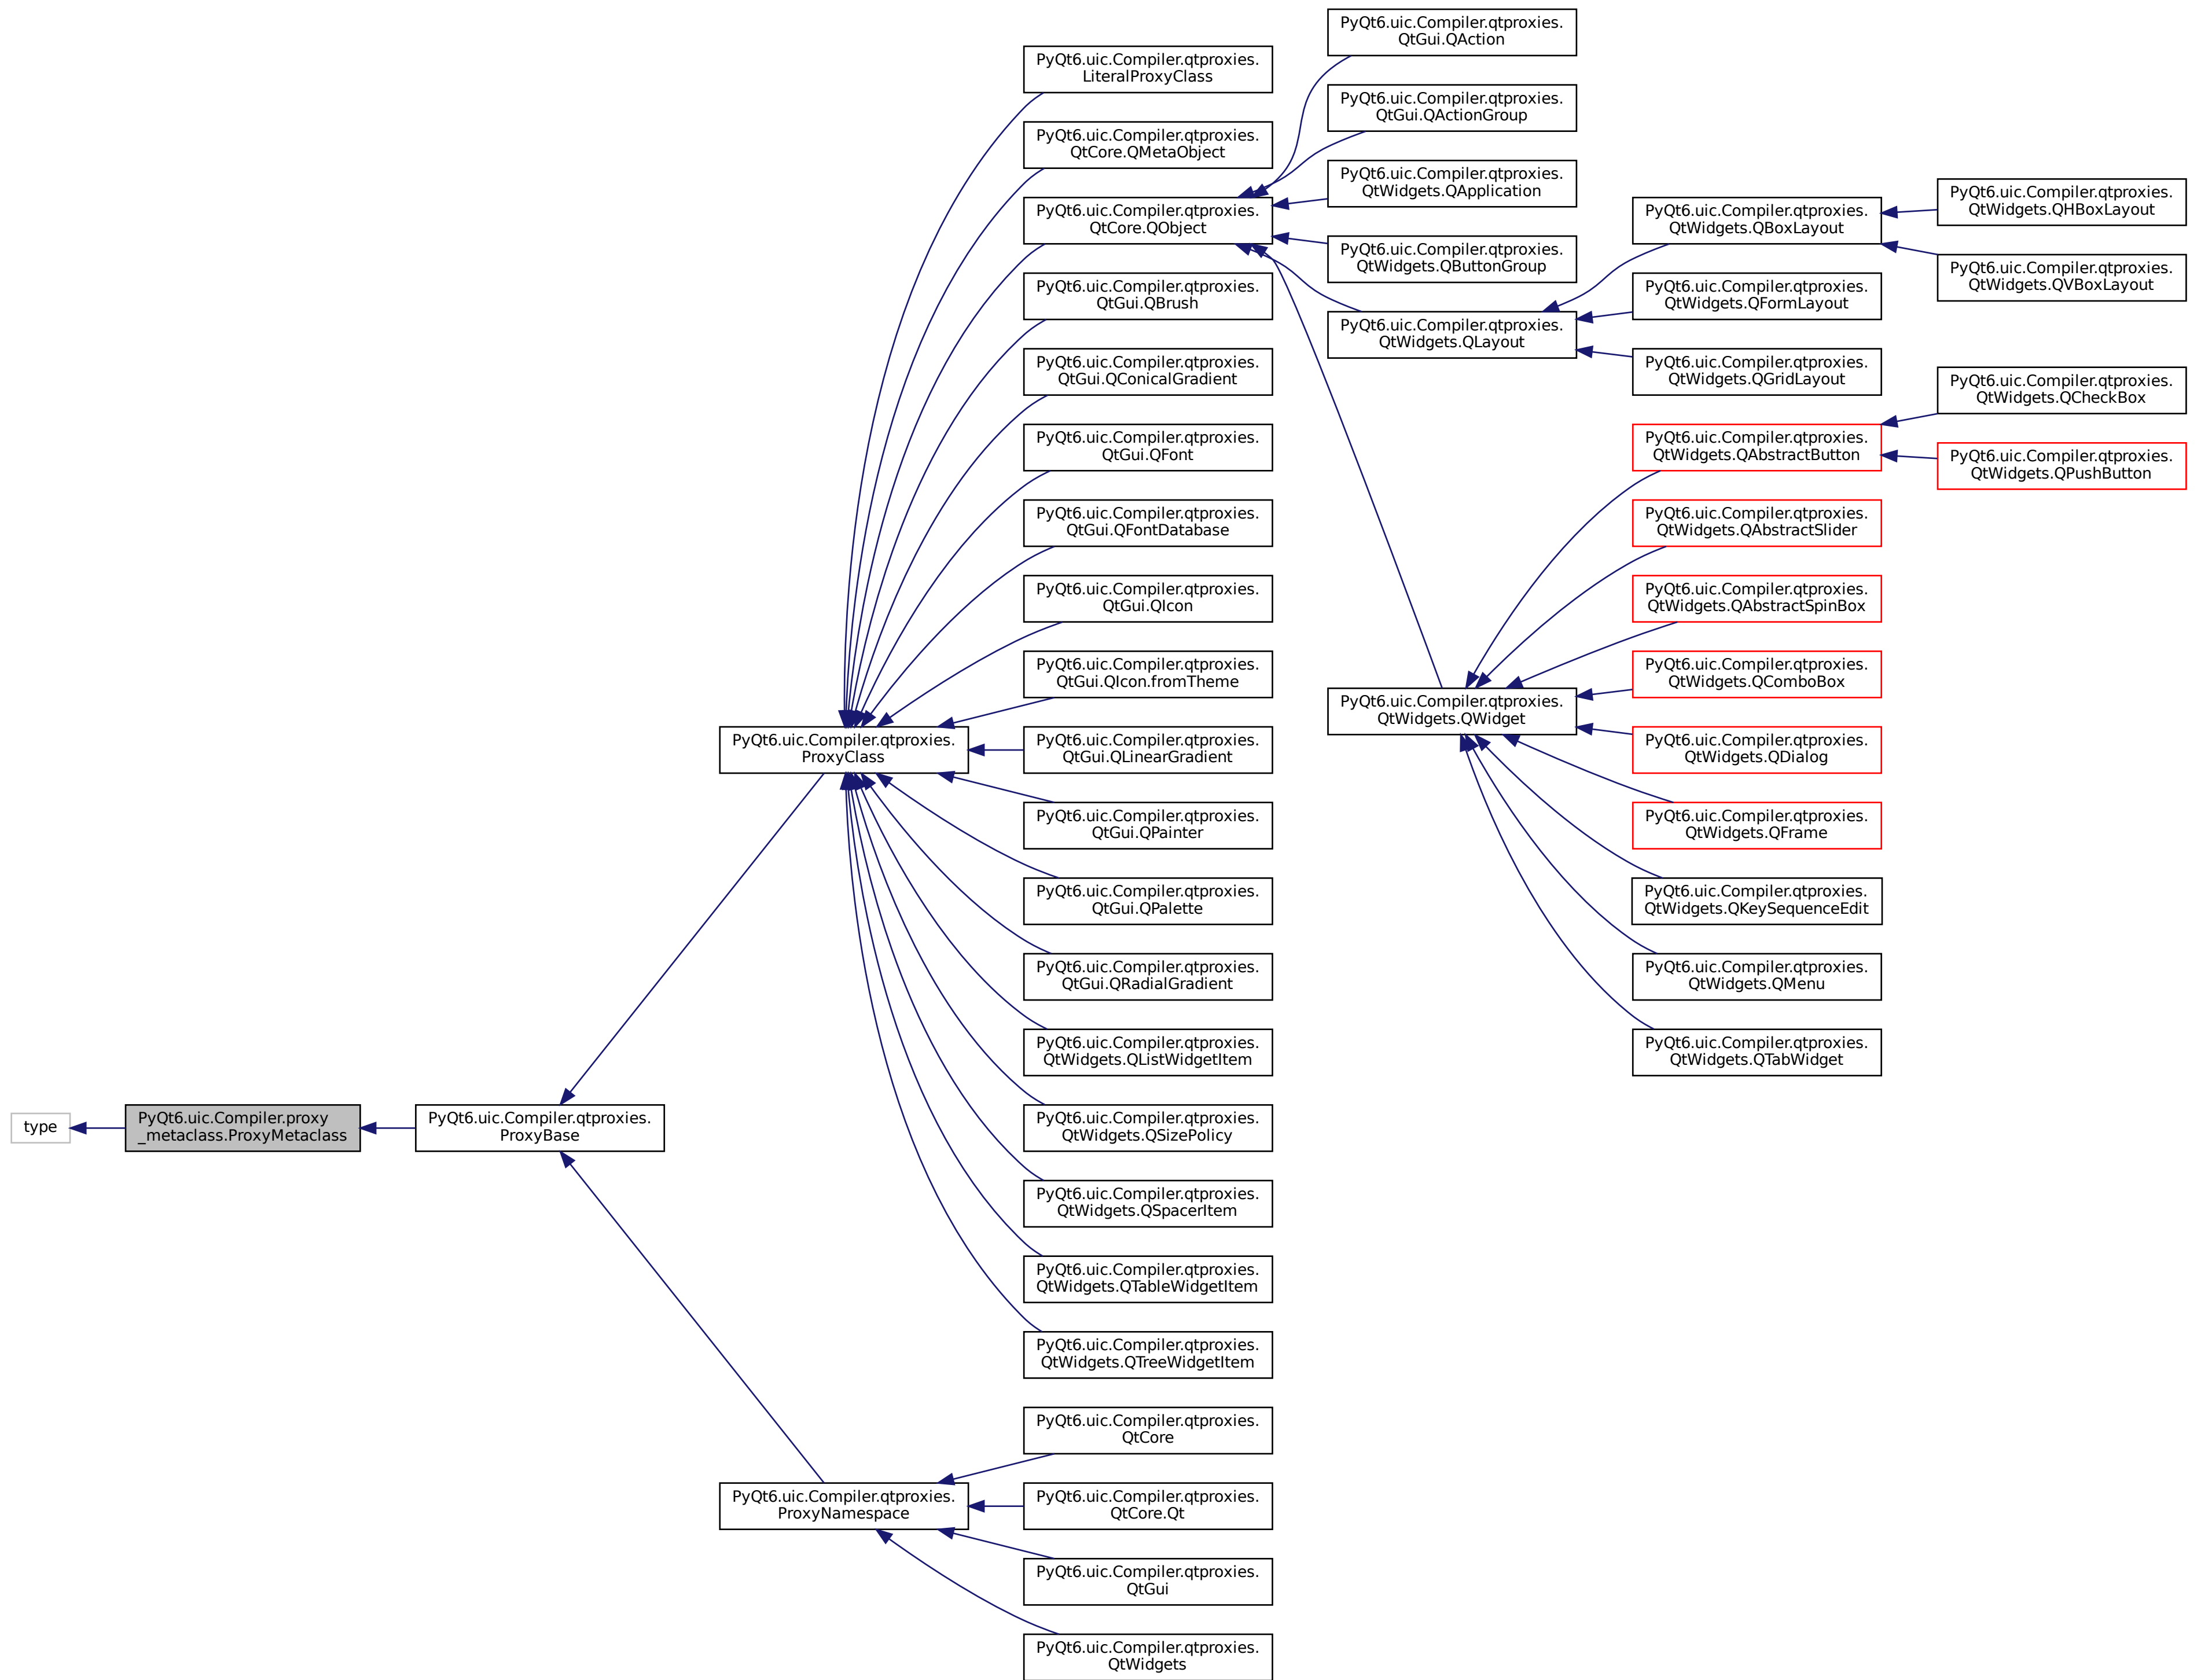 type
PyQt6.uic.Compiler.proxy
_metaclass.ProxyMetaclass
PyQt6.uic.Compiler.qtproxies.
ProxyBase
PyQt6.uic.Compiler.qtproxies.
ProxyClass
PyQt6.uic.Compiler.qtproxies.
ProxyNamespace
PyQt6.uic.Compiler.qtproxies.
LiteralProxyClass
PyQt6.uic.Compiler.qtproxies.
QtCore.QMetaObject
PyQt6.uic.Compiler.qtproxies.
QtCore.QObject
PyQt6.uic.Compiler.qtproxies.
QtGui.QBrush
PyQt6.uic.Compiler.qtproxies.
QtGui.QConicalGradient
PyQt6.uic.Compiler.qtproxies.
QtGui.QFont
PyQt6.uic.Compiler.qtproxies.
QtGui.QFontDatabase
PyQt6.uic.Compiler.qtproxies.
QtGui.QIcon
PyQt6.uic.Compiler.qtproxies.
QtGui.QIcon.fromTheme
PyQt6.uic.Compiler.qtproxies.
QtGui.QLinearGradient
PyQt6.uic.Compiler.qtproxies.
QtGui.QPainter
PyQt6.uic.Compiler.qtproxies.
QtGui.QPalette
PyQt6.uic.Compiler.qtproxies.
QtGui.QRadialGradient
PyQt6.uic.Compiler.qtproxies.
QtWidgets.QListWidgetItem
PyQt6.uic.Compiler.qtproxies.
QtWidgets.QSizePolicy
PyQt6.uic.Compiler.qtproxies.
QtWidgets.QSpacerItem
PyQt6.uic.Compiler.qtproxies.
QtWidgets.QTableWidgetItem
PyQt6.uic.Compiler.qtproxies.
QtWidgets.QTreeWidgetItem
PyQt6.uic.Compiler.qtproxies.
QtCore
PyQt6.uic.Compiler.qtproxies.
QtCore.Qt
PyQt6.uic.Compiler.qtproxies.
QtGui
PyQt6.uic.Compiler.qtproxies.
QtWidgets
PyQt6.uic.Compiler.qtproxies.
QtGui.QAction
PyQt6.uic.Compiler.qtproxies.
QtGui.QActionGroup
PyQt6.uic.Compiler.qtproxies.
QtWidgets.QApplication
PyQt6.uic.Compiler.qtproxies.
QtWidgets.QButtonGroup
PyQt6.uic.Compiler.qtproxies.
QtWidgets.QLayout
PyQt6.uic.Compiler.qtproxies.
QtWidgets.QWidget
PyQt6.uic.Compiler.qtproxies.
QtWidgets.QBoxLayout
PyQt6.uic.Compiler.qtproxies.
QtWidgets.QFormLayout
PyQt6.uic.Compiler.qtproxies.
QtWidgets.QGridLayout
PyQt6.uic.Compiler.qtproxies.
QtWidgets.QAbstractButton
PyQt6.uic.Compiler.qtproxies.
QtWidgets.QAbstractSlider
PyQt6.uic.Compiler.qtproxies.
QtWidgets.QAbstractSpinBox
PyQt6.uic.Compiler.qtproxies.
QtWidgets.QComboBox
PyQt6.uic.Compiler.qtproxies.
QtWidgets.QDialog
PyQt6.uic.Compiler.qtproxies.
QtWidgets.QFrame
PyQt6.uic.Compiler.qtproxies.
QtWidgets.QKeySequenceEdit
PyQt6.uic.Compiler.qtproxies.
QtWidgets.QMenu
PyQt6.uic.Compiler.qtproxies.
QtWidgets.QTabWidget
PyQt6.uic.Compiler.qtproxies.
QtWidgets.QHBoxLayout
PyQt6.uic.Compiler.qtproxies.
QtWidgets.QVBoxLayout
PyQt6.uic.Compiler.qtproxies.
QtWidgets.QCheckBox
PyQt6.uic.Compiler.qtproxies.
QtWidgets.QPushButton